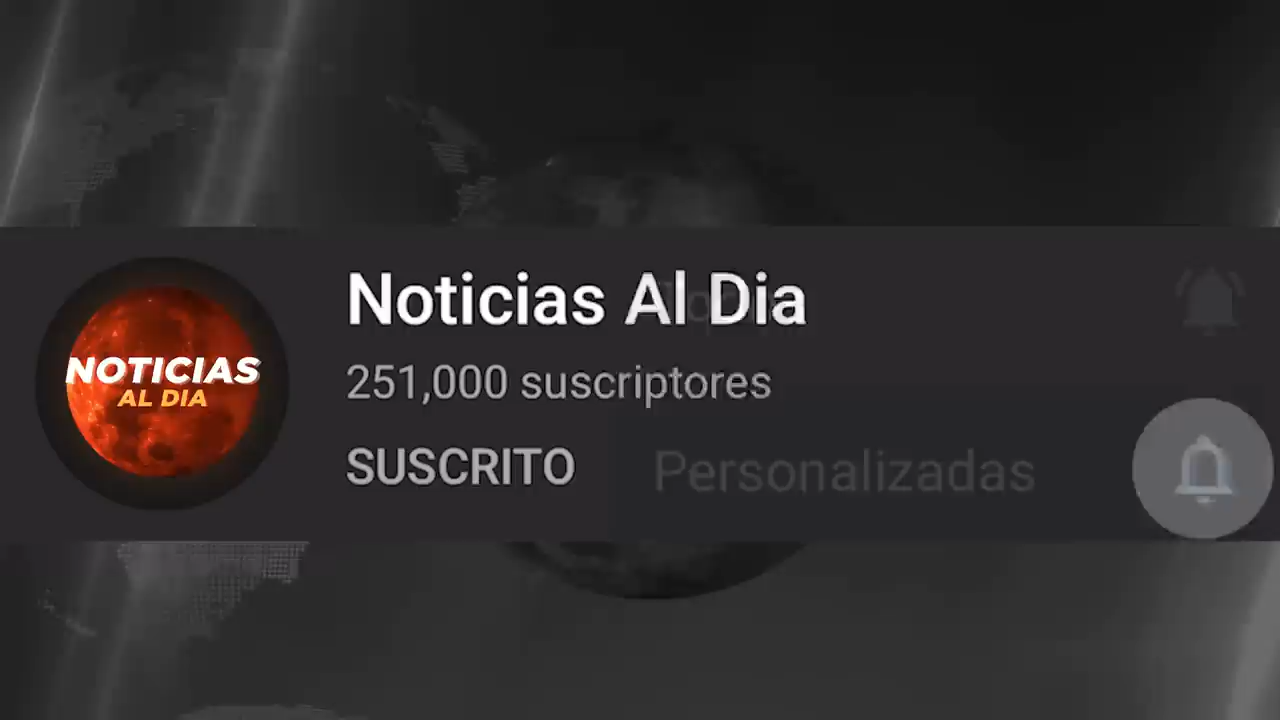 Noticias Al Dia
251,000 suscriptores
NOTICIAS
AL DIA
SUSCRITO
Personalizadas